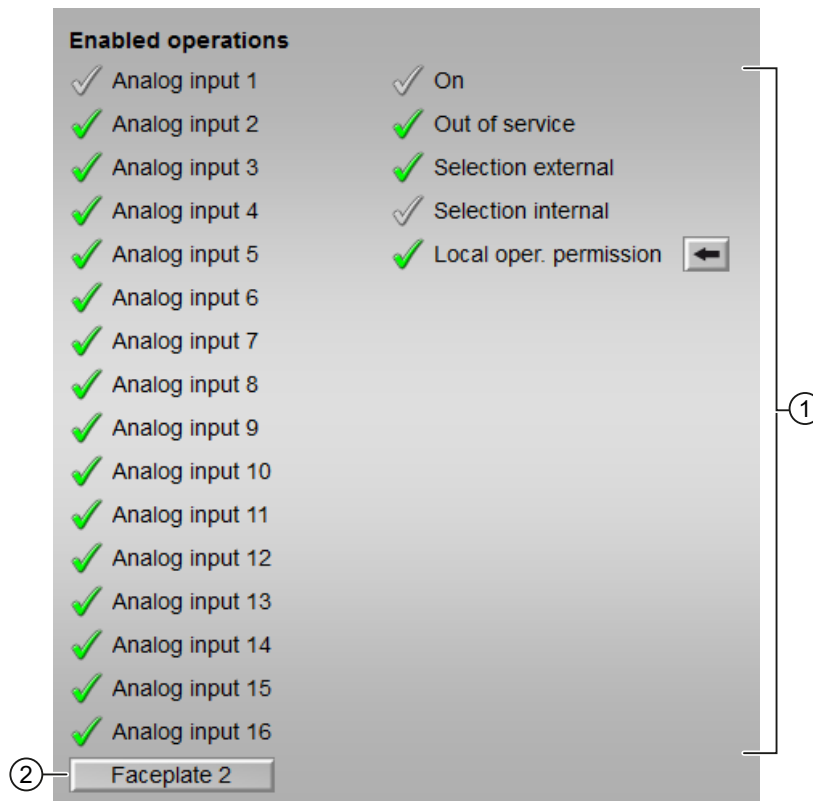 Enabled operations
Analog input 1
On
Analog input 2
Out of service
Analog input 3
Selection external
Analog input 4
Selection internal
Analog input 5
Local oper. permission
Analog input 6
Analog input 7
Analog input 8
Analog input 9
1
Analog input 10
Analog input 11
Analog input 12
Analog input 13
Analog input 14
Analog input 15
Analog input 16
2
Faceplate 2